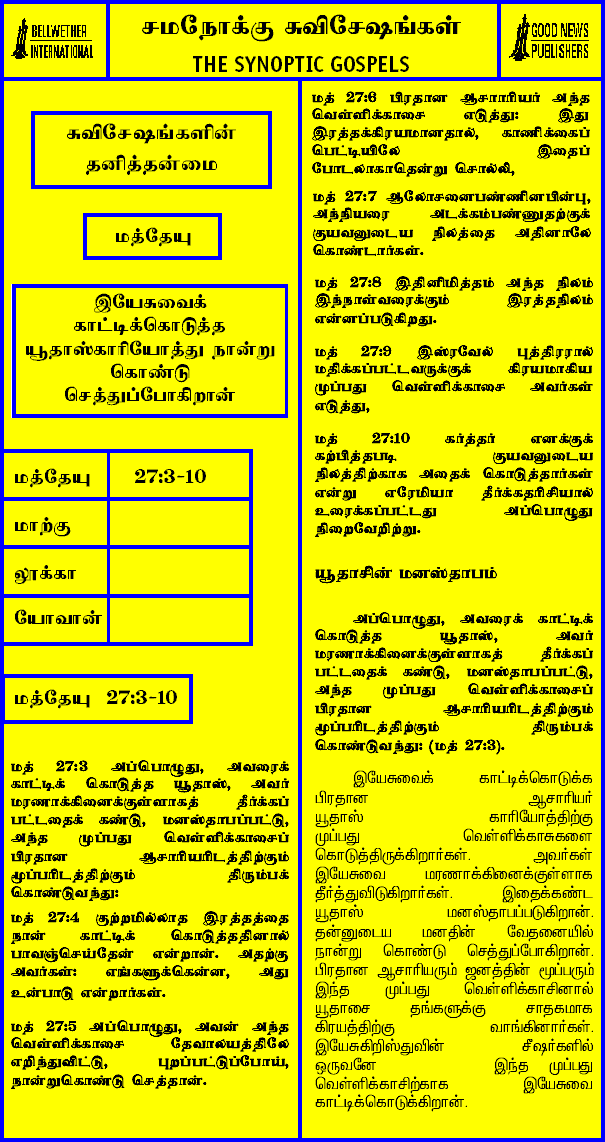 BELLWETHER
INTERNATIONAL
சமநோக்கு சுவிசேஷங்கள்
THE SYNOPTIC GOSPELS
GOOD NEWS
PUBLISHERS
சுவிசேஷங்களின்
தனித்தன்மை
மத்தேயு
இயேசுவைக்
காட்டிக்கொடுத்த
யூதாஸ்காரியோத்து நான்று
கொண்டு
செத்துப்போகிறான்
மத்தேயு 27:3-10
மாற்கு
லூக்கா
யோவான்
மத்தேயு 27:3-10
மத் 27:3 அப்பொழுது, அவரைக்
காட்டிக் கொடுத்த யூதாஸ், அவர்
மரணாக்கினைக்குள்ளாகத் தீர்க்கப்
பட்டதைக் கண்டு, மனஸ்தாபப்பட்டு,
அந்த முப்பது வெள்ளிக்காசைப்
பிரதான ஆசாரியரிடத்திற்கும்
மூப்பரிடத்திற்கும் திரும்பக்
கொண்டுவந்து:
மத் 27:4 குற்றமில்லாத இரத்தத்தை
நான் காட்டிக் கொடுத்ததினால்
பாவஞ்செய்தேன் என்றான். அதற்கு
அவர்கள்: எங்களுக்கென்ன, அது
உன்பாடு என்றார்கள்.
மத் 27:5 அப்பொழுது, அவன் அந்த
வெள்ளிக்காசை தேவாலயத்திலே
எறிந்துவிட்டு, புறப்பட்டுப்போய்,
நான்றுகொண்டு செத்தான்.
மத் 27:6 பிரதான ஆசாரியர் அந்த
வெள்ளிக்காசை எடுத்து: இது
இரத்தக்கிரயமானதால், காணிக்கைப்
பெட்டியிலே இதைப்
போடலாகாதென்று சொல்லி,
மத் 27:7 ஆலோசனைபண்ணினபின்பு,
அந்நியரை அடக்கம்பண்ணுதற்குக்
குயவனுடைய நிலத்தை அதினாலே
கொண்டார்கள்.
மத் 27:8 இதினிமித்தம் அந்த நிலம்
இந்நாள்வரைக்கும் இரத்தநிலம்
என்னப்படுகிறது.
மத் 27:9 இஸ்ரவேல் புத்திரரால்
மதிக்கப்பட்டவருக்குக் கிரயமாகிய
முப்பது வெள்ளிக்காசை அவர்கள்
எடுத்து,
மத் 27:10 கர்த்தர் எனக்குக்
கற்பித்தபடி குயவனுடைய
நிலத்திற்காக அதைக் கொடுத்தார்கள்
என்று எரேமியா தீர்க்கதரிசியால்
உரைக்கப்பட்டது அப்பொழுது
நிறைவேறிற்று.
யூதாசின் மனஸ்தாபம்
அப்பொழுது, அவரைக் காட்டிக்
கொடுத்த யூதாஸ், அவர்
மரணாக்கினைக்குள்ளாகத் தீர்க்கப்
பட்டதைக் கண்டு, மனஸ்தாபப்பட்டு,
அந்த முப்பது வெள்ளிக்காசைப்
பிரதான ஆசாரியரிடத்திற்கும்
மூப்பரிடத்திற்கும் திரும்பக்
கொண்டுவந்து: (மத் 27:3).
இயேசுவைக் காட்டிக்கொடுக்க
பிரதான ஆசாரியர்
யூதாஸ் காரியோத்திற்கு
முப்பது வெள்ளிக்காசுகளை
கொடுத்திருக்கிறார்கள். அவர்கள்
இயேசுவை மரணாக்கினைக்குள்ளாக
தீர்த்துவிடுகிறார்கள். இதைக்கண்ட
யூதாஸ் மனஸ்தாபப்படுகிறான்.
தன்னுடைய மனதின் வேதனையில்
நான்று கொண்டு செத்துப்போகிறான்.
பிரதான ஆசாரியரும் ஜனத்தின் மூப்பரும்
இந்த முப்பது வெள்ளிக்காசினால்
யூதாசை தங்களுக்கு சாதகமாக
கிரயத்திற்கு வாங்கினார்கள்.
இயேசுகிறிஸ்துவின் சீஷர்களில்
ஒருவனே இந்த முப்பது
வெள்ளிக்காசிற்காக இயேசுவை
காட்டிக்கொடுக்கிறான்.